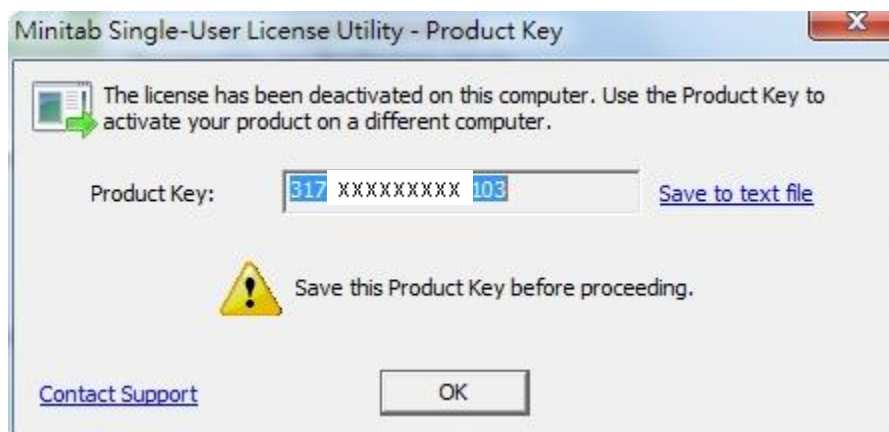 Minitab Single-User License Utility - Product Key
The license has been deactivated on this computer. Use the Product Key to
activate your product on a different computer.
Product Key: 317 XXXXXXXXX 103 Save to text file
Save this Product Key before proceeding.
Contact Support OK